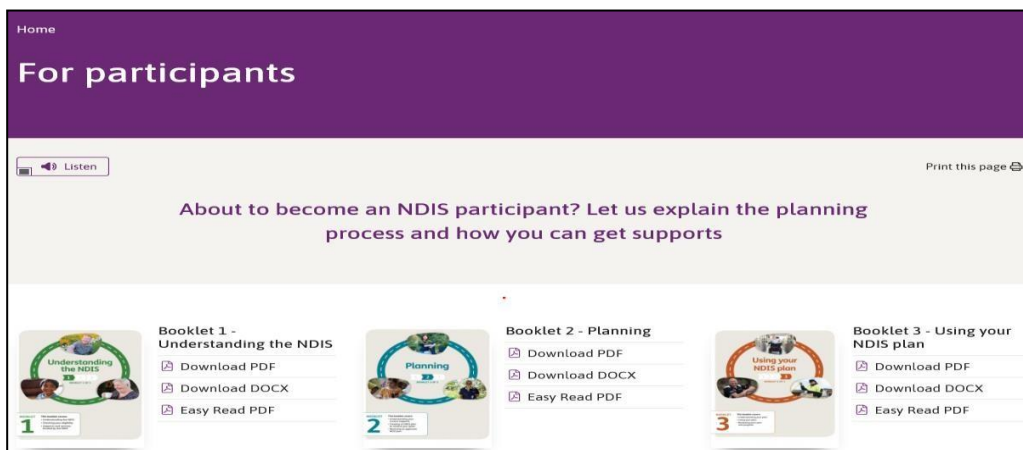 Home
For participants
Listen
Print this page
About to become an NDIS participant? Let us explain the planning
process and how you can get supports
Understanding
the NDIS
BOOKLET
1
Booklet 1 -
Understanding the NDIS
Download PDF
Download DOCX
Easy Read PDF
Planning
BOOKLET
2
Booklet 2 - Planning
Download PDF
Download DOCX
Easy Read PDF
Using your
NDIS plan
BOOKLET
3
Booklet 3 - Using your
NDIS plan
Download PDF
Download DOCX
Easy Read PDF